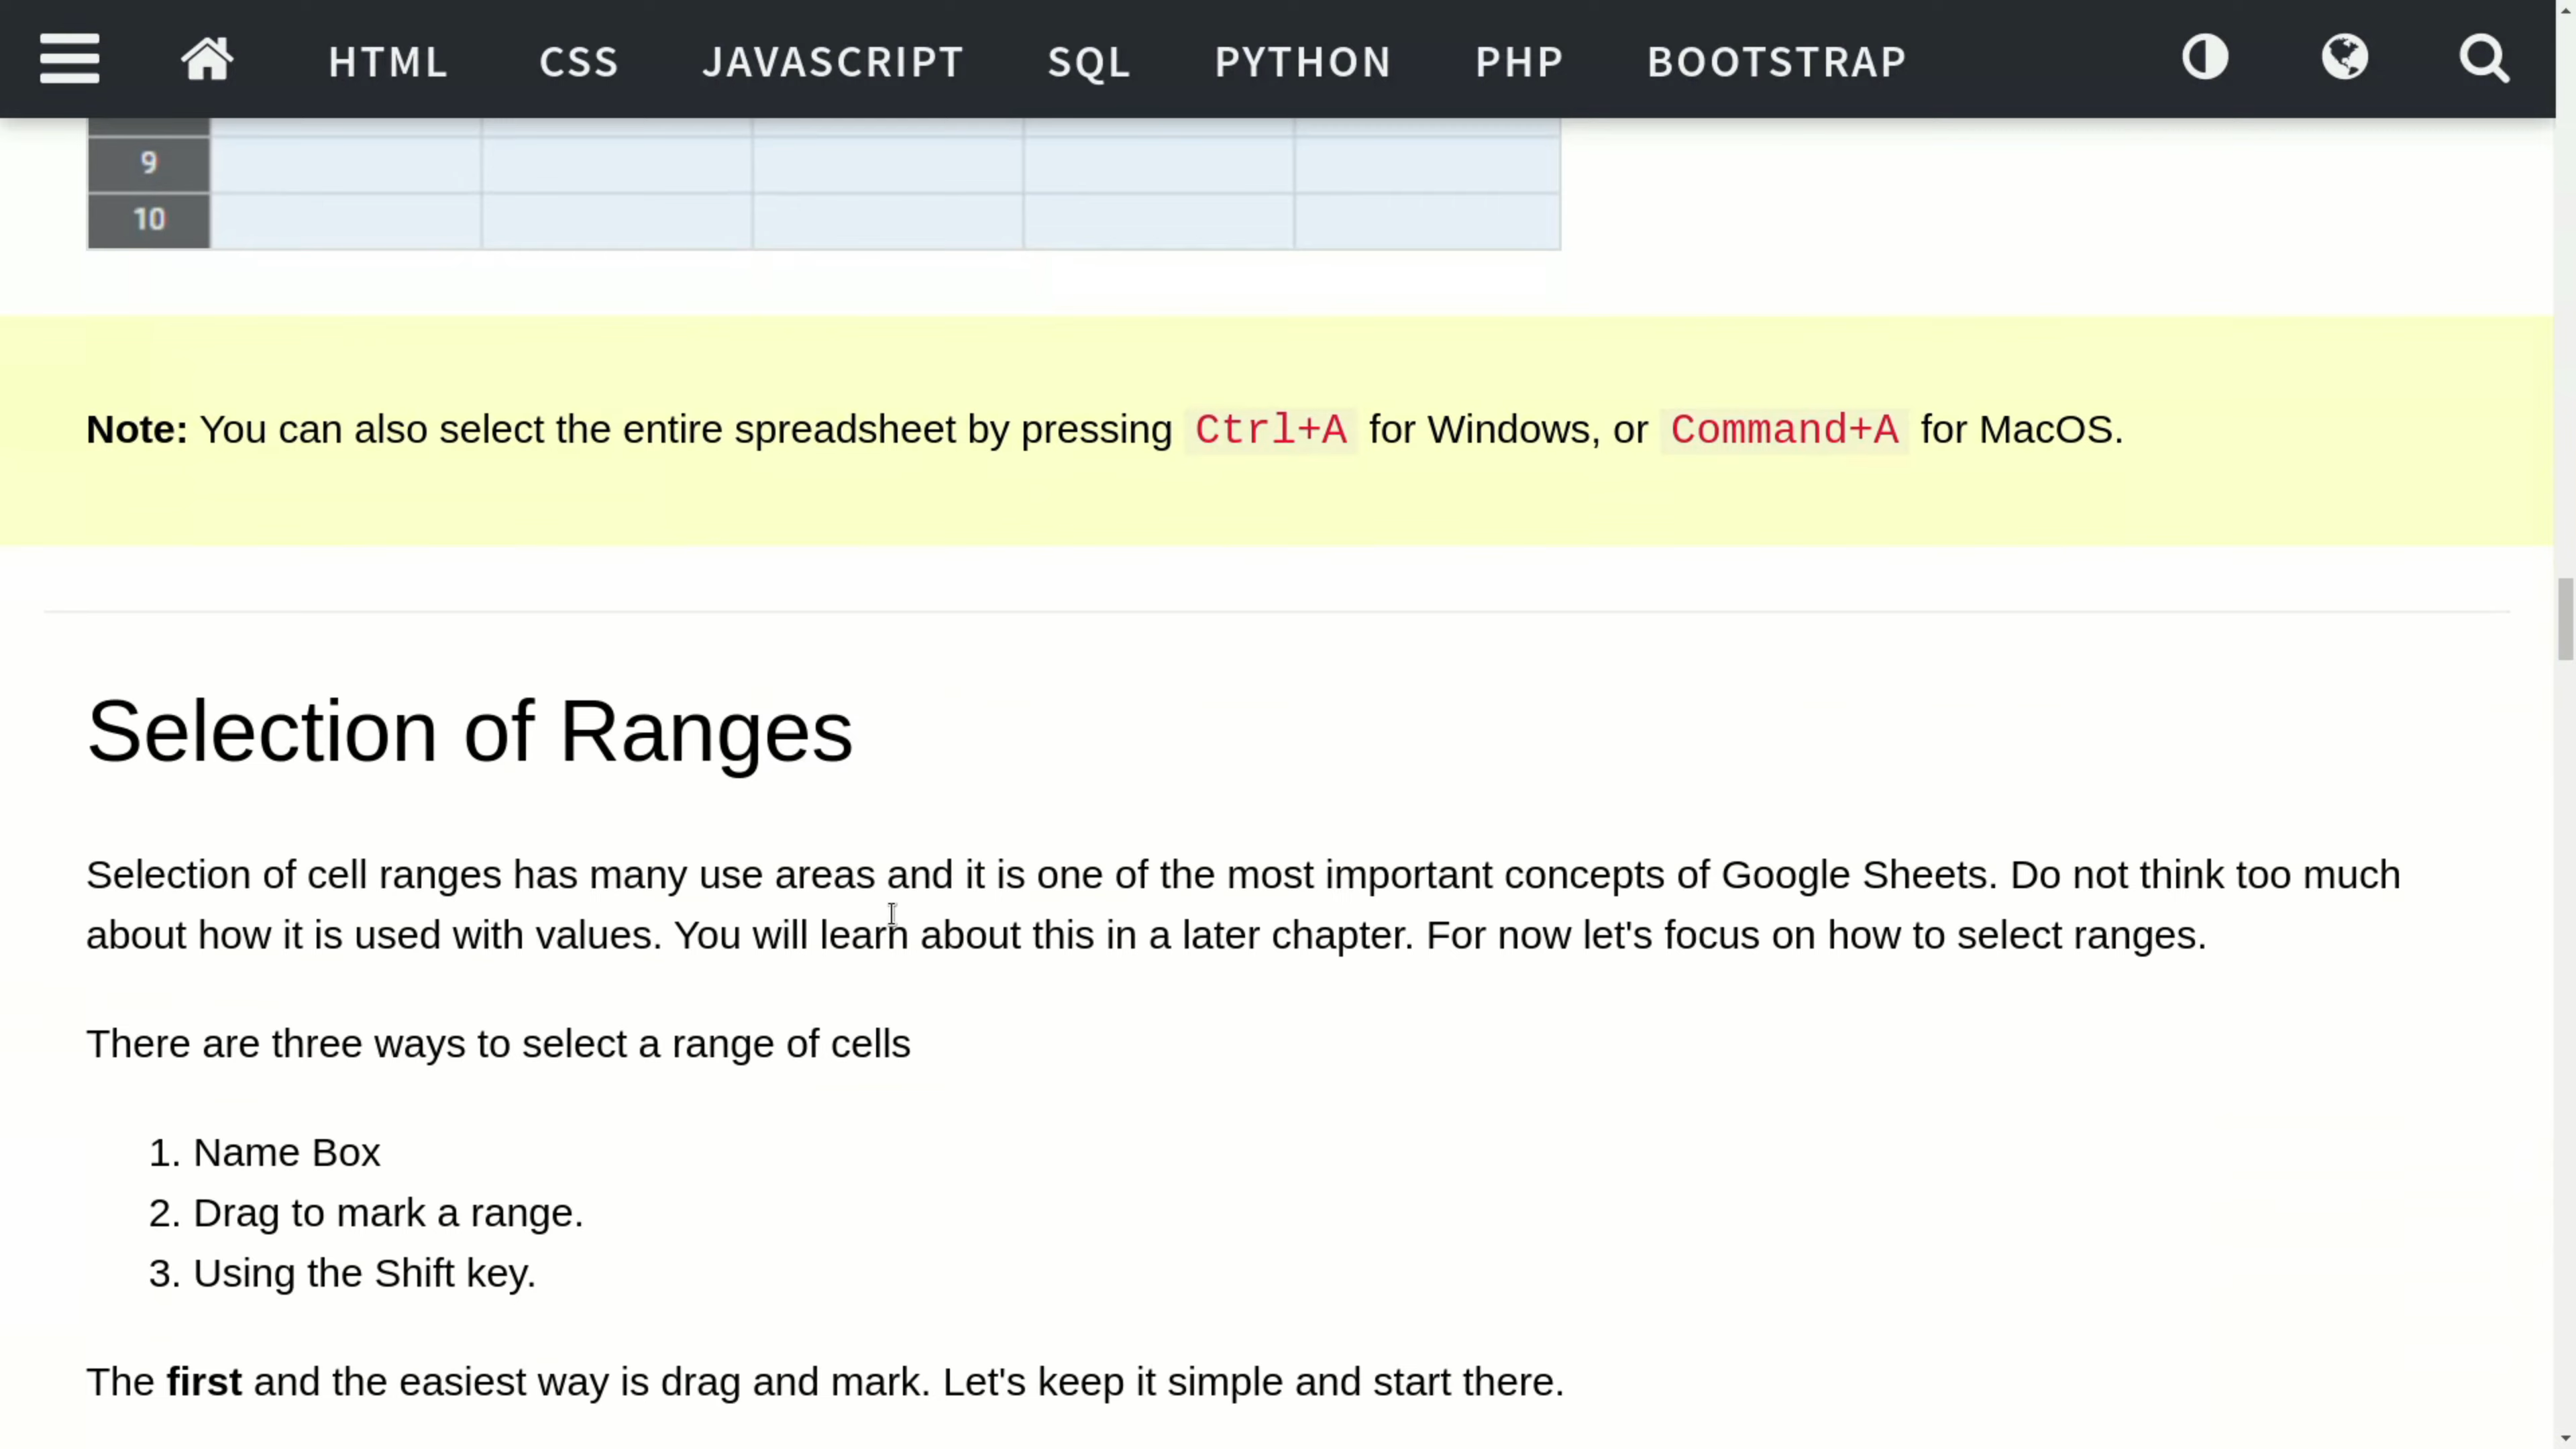 HTML CSS JAVASCRIPT SQL PYTHON PHP BOOTSTRAP
9
10
Note: You can also select the entire spreadsheet by pressing Ctrl+A for Windows, or Command+A for MacOS.
Selection of Ranges
Selection of cell ranges has many use areas and it is one of the most important concepts of Google Sheets. Do not think too much
about how it is used with values. You will learn about this in a later chapter. For now let's focus on how to select ranges.
There are three ways to select a range of cells
1. Name Box
2. Drag to mark a range.
3. Using the Shift key.
The first and the easiest way is drag and mark. Let's keep it simple and start there.